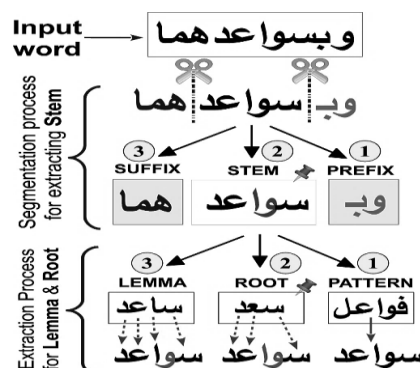 Input word
وبسواعدهما
Segmentation process for extracting Stem
وبـ سواعد هما
3 2 1
SUFFIX STEM PREFIX
هما سواعد وبـ
Extraction Process for Lemma & Root
3 2 1
LEMMA ROOT PATTERN
ساعد سعد فواعل
سواعد سواعد سواعد